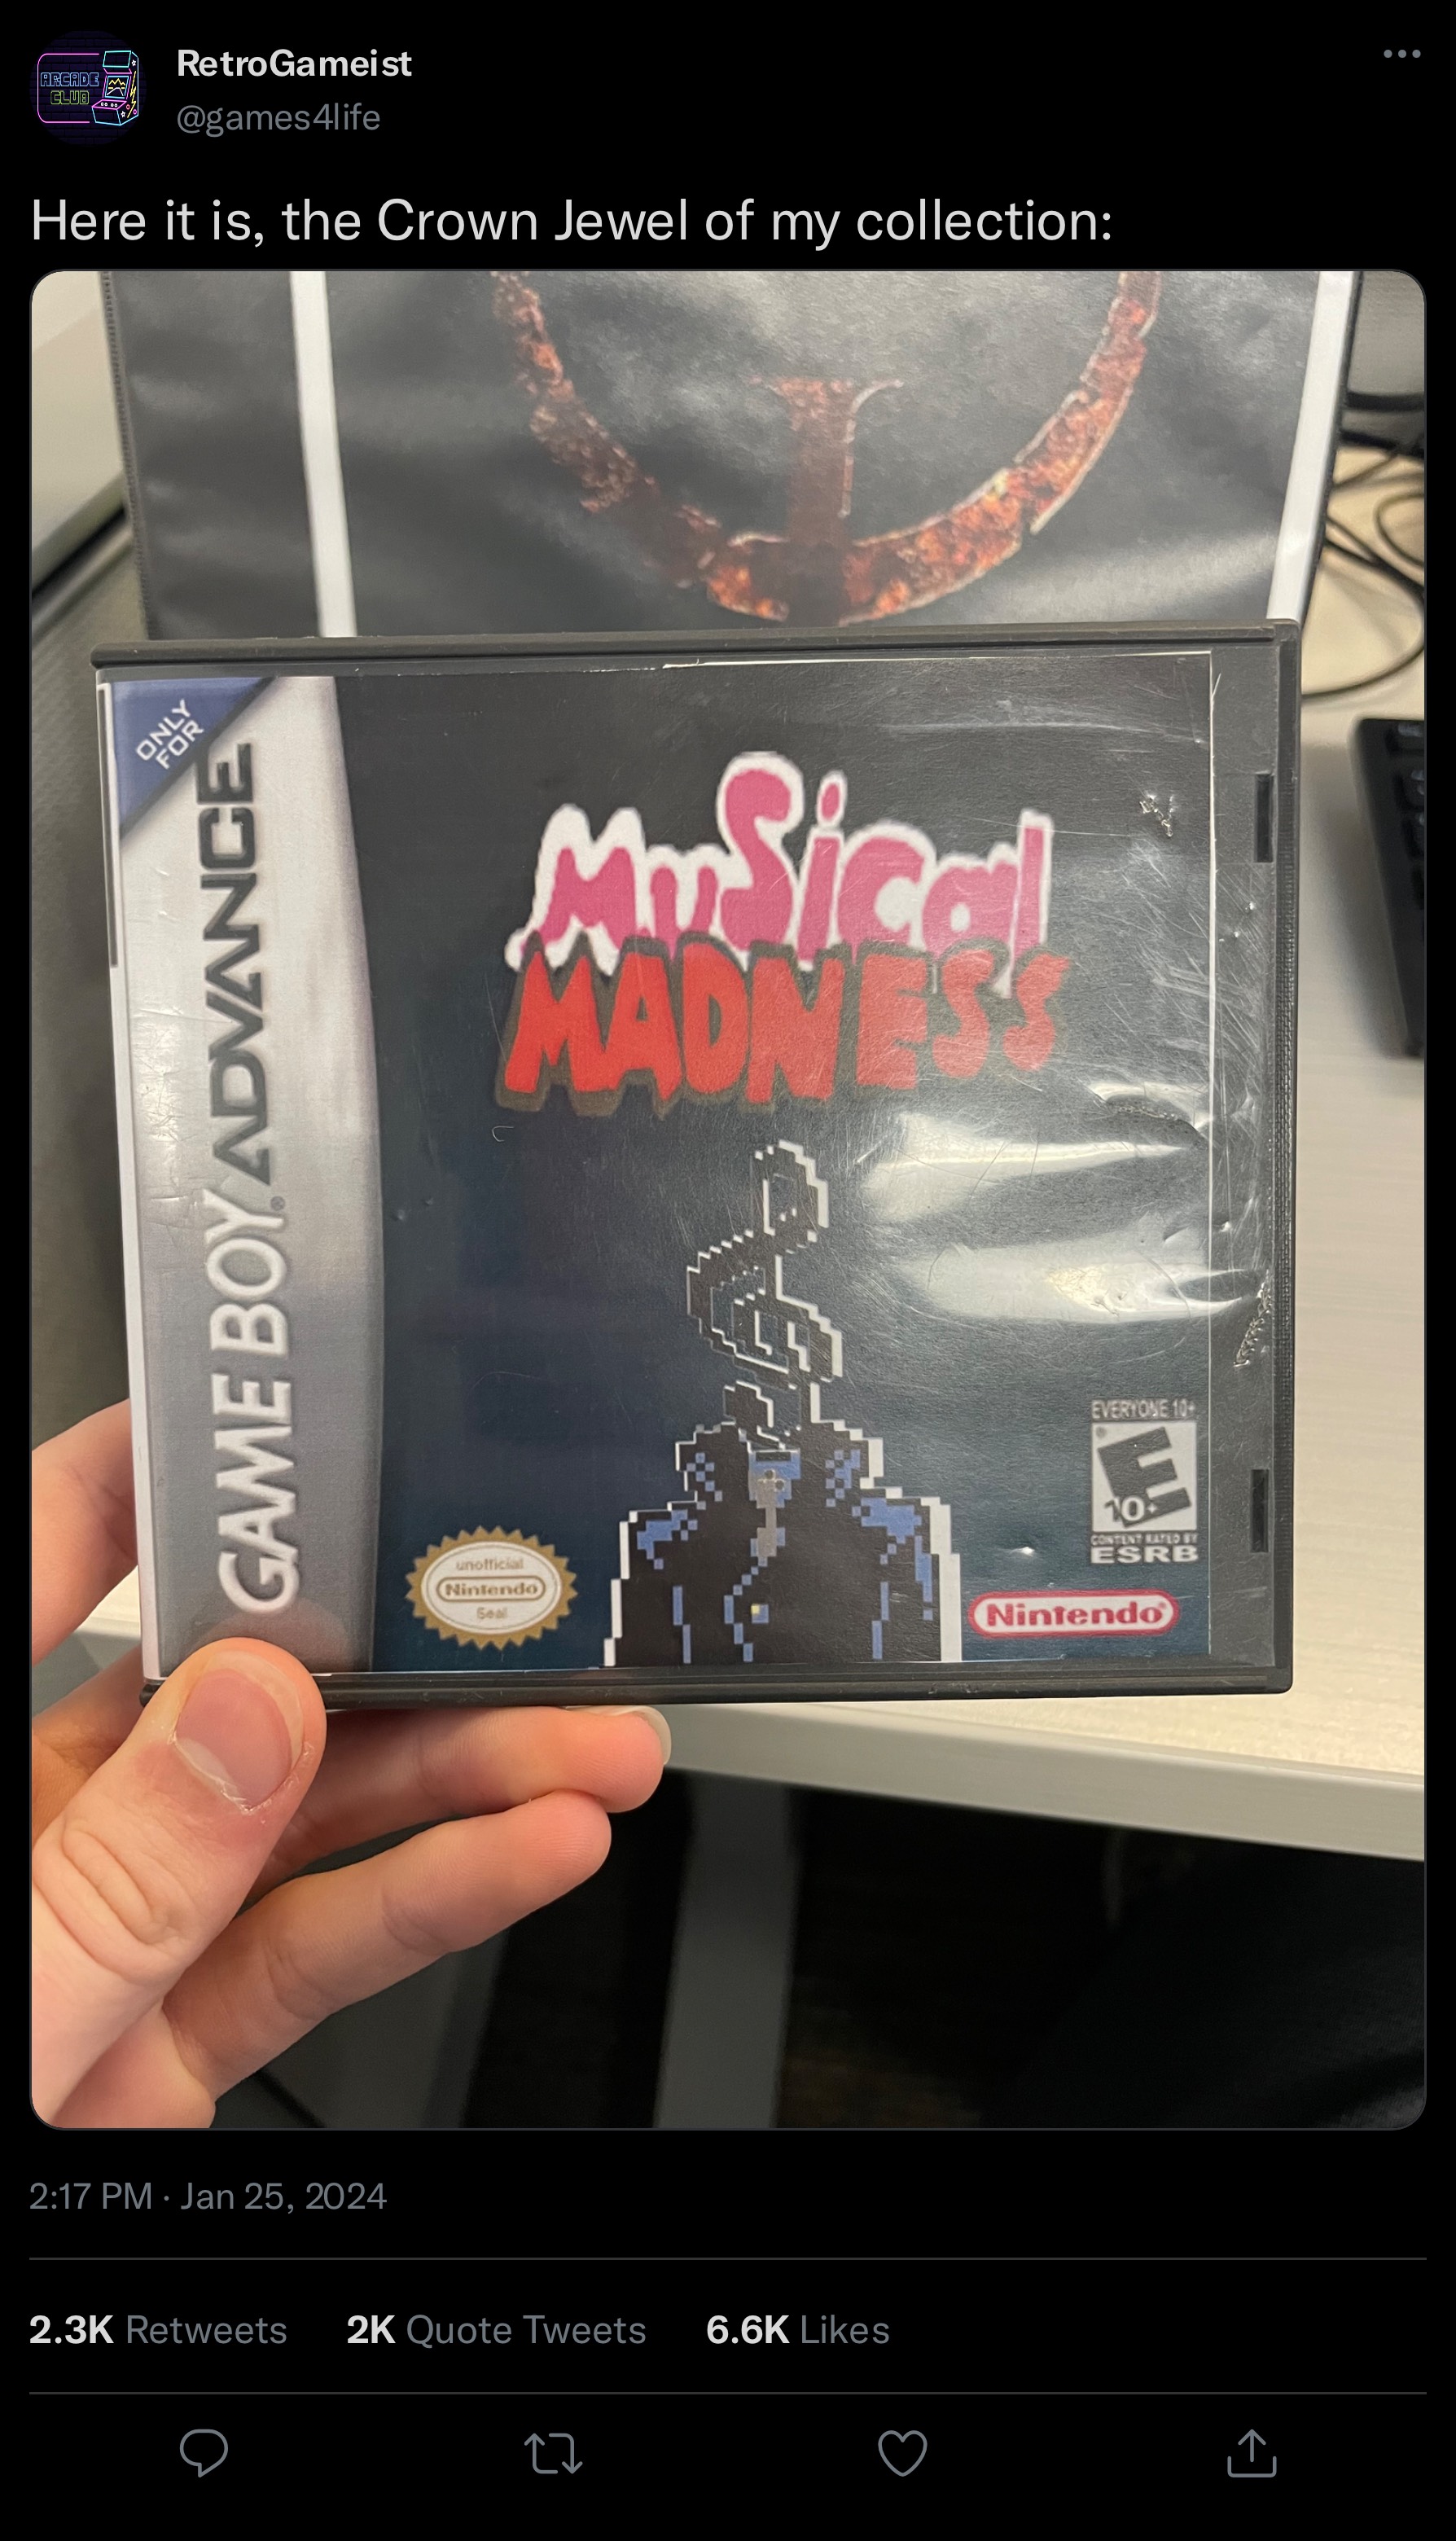 ARCADE
CLUB
RetroGameist
@games4life
Here it is, the Crown Jewel of my collection:
ONLY
FOR
GAME BOY ADVANCE
MuSical
MADNESS
EVERYONE 10+
E
10+
CONTENT RATED BY
ESRB
unofficial
Nintendo
Seal
Nintendo®
2:17 PM · Jan 25, 2024
2.3K Retweets 2K Quote Tweets 6.6K Likes